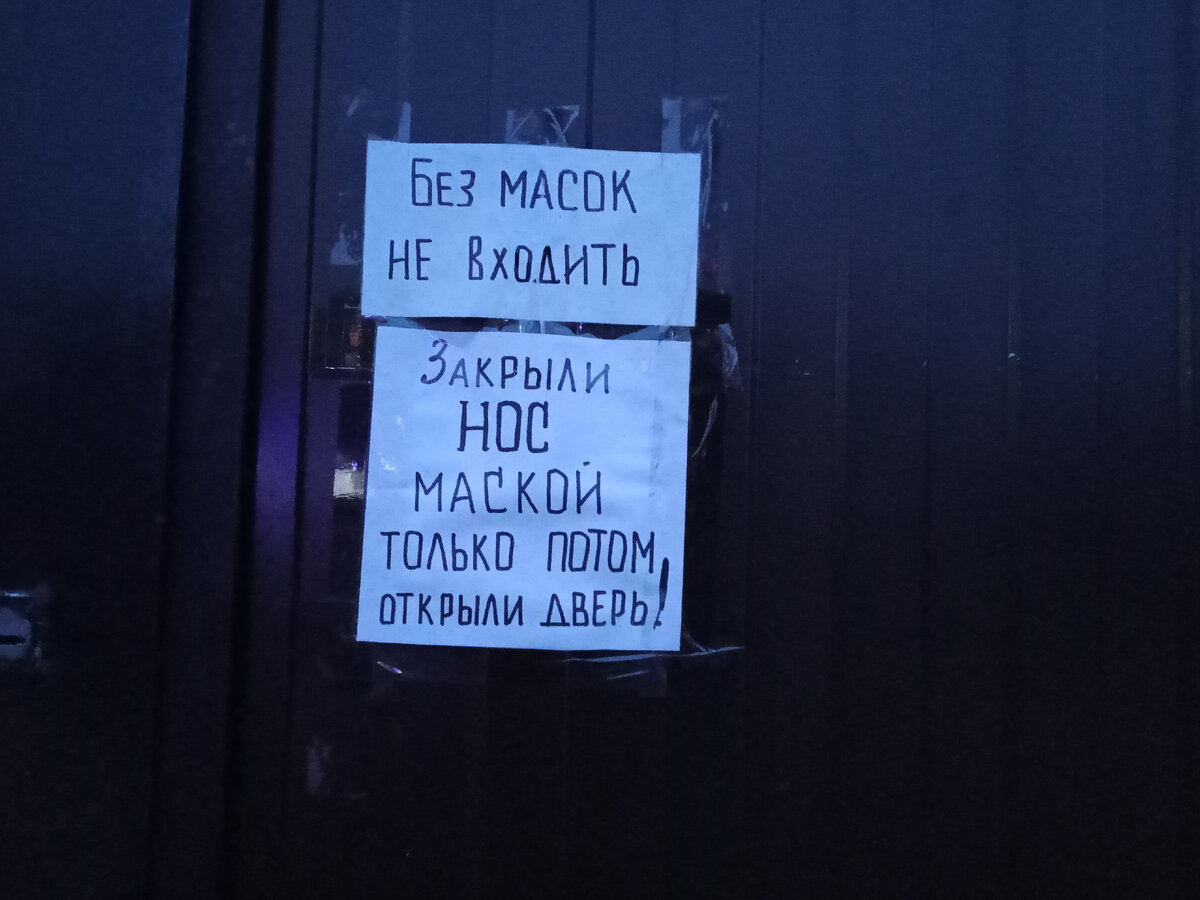 Без масок
не входить
Закрыли
НОС
маской
только потом
открыли дверь!